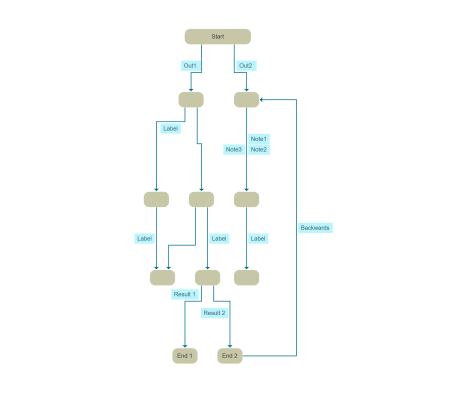 Start
Out1
Out2
Label
Note1
Note3
Note2
Backwards
Label
Label
Label
Result 1
Result 2
End 1
End 2